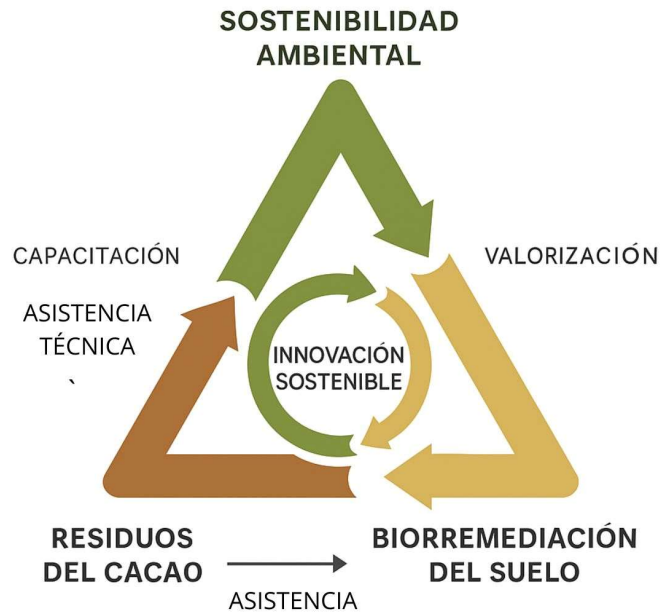 SOSTENIBILIDAD
AMBIENTAL
CAPACITACIÓN
VALORIZACIÓN
ASISTENCIA
TÉCNICA
INNOVACIÓN
SOSTENIBLE
RESIDUOS
DEL CACAO
BIORREMEDIACIÓN
DEL SUELO
ASISTENCIA